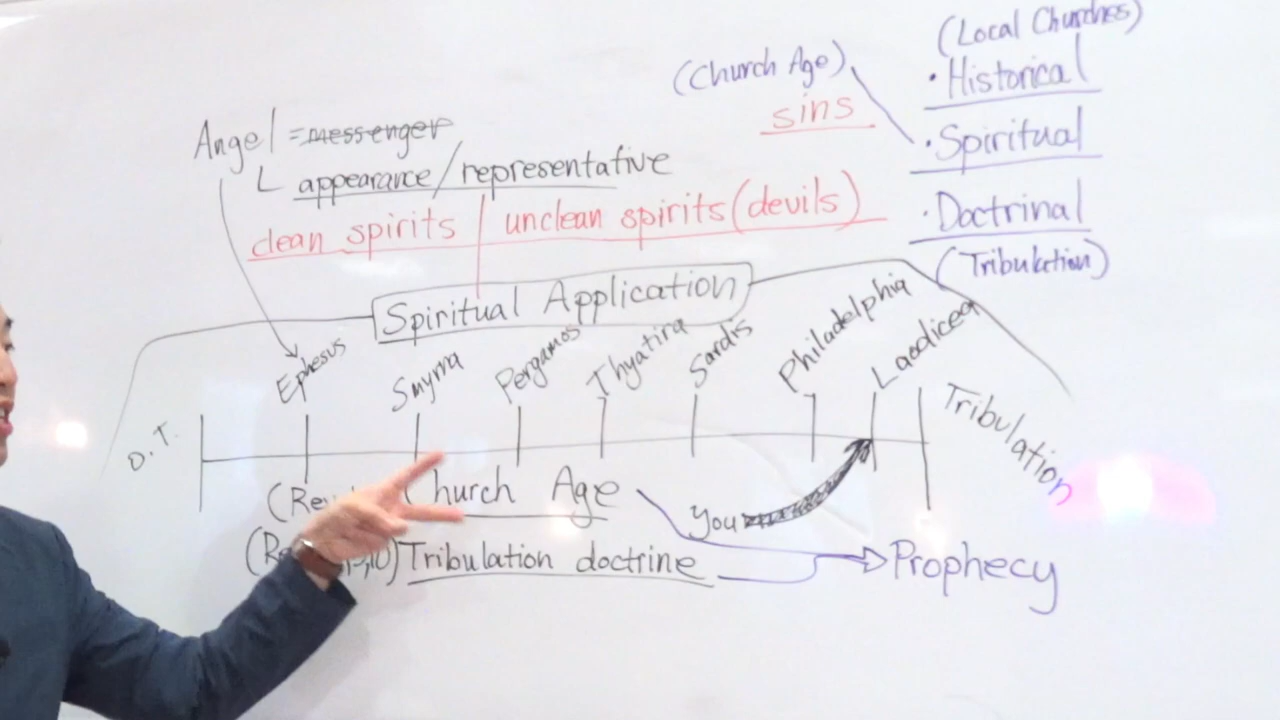 (Local Churches)
· Historical
(Church Age)
sins
· Spiritual
Angel = messenger
appearance/representative
clean spirits | unclean spirits (devils)
· Doctrinal
(Tribulation)
Spiritual Application
Ephesus
Smyrna
Pergamos
Thyatira
Sardis
Philadelphia
Laodicea
Tribulation
O.T.
Church Age
You
Tribulation doctrine
Prophecy